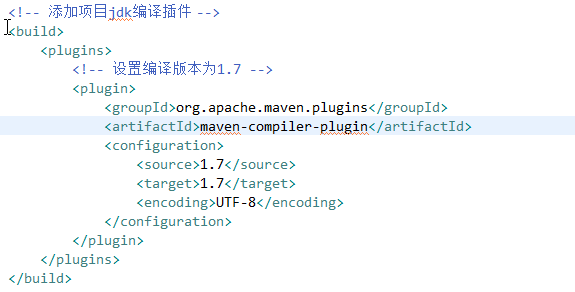 <!-- 添加项目jdk编译插件 -->
<build>
<plugins>
<!-- 设置编译版本为1.7 -->
<plugin>
<groupId>org.apache.maven.plugins</groupId>
<artifactId>maven-compiler-plugin</artifactId>
<configuration>
<source>1.7</source>
<target>1.7</target>
<encoding>UTF-8</encoding>
</configuration>
</plugin>
</plugins>
</build>